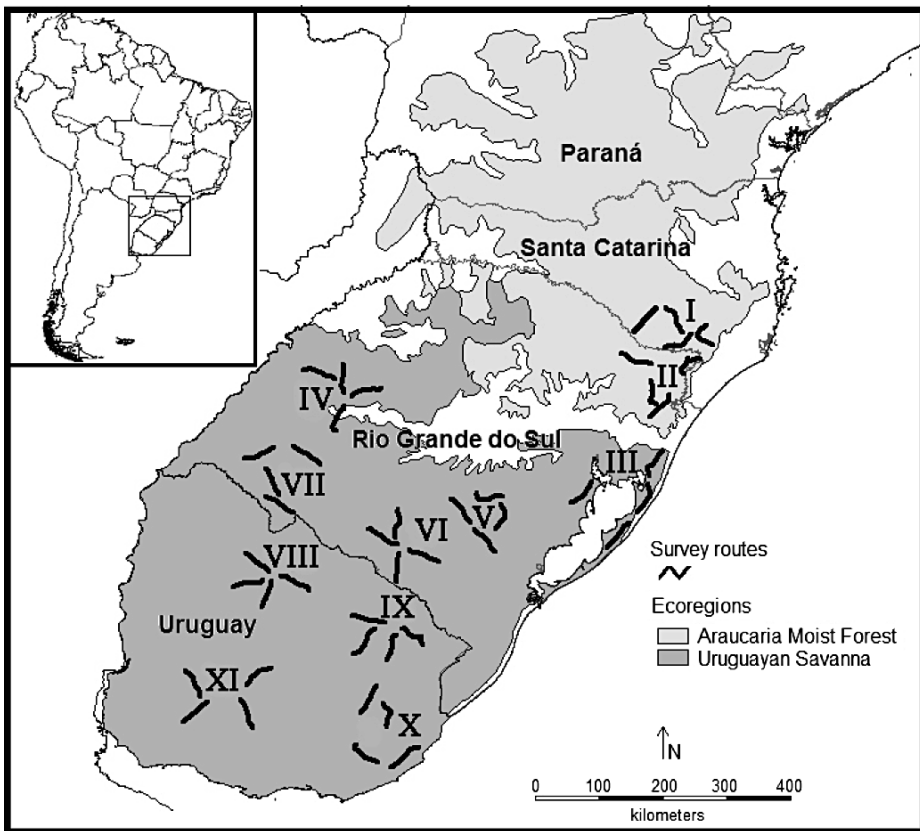 Paraná
Santa Catarina
I
II
IV
Rio Grande do Sul
III
VII
V
VI
VIII
Survey routes
IX
Ecoregions
Uruguay
Araucaria Moist Forest
Uruguayan Savanna
XI
X
N
0 100 200 300 400
kilometers